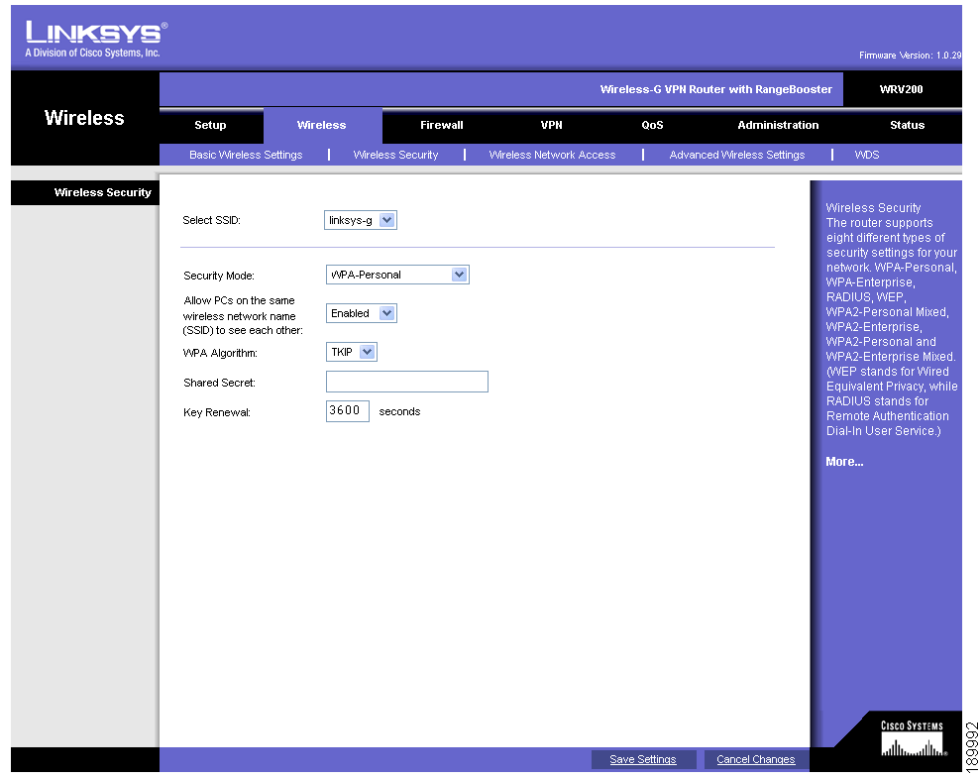 LINKSYS®
A Division of Cisco Systems, Inc.
Firmware Version: 1.0.29
Wireless-G VPN Router with RangeBooster
WRV200
Wireless
Setup
Wireless
Firewall
VPN
QoS
Administration
Status
Basic Wireless Settings | Wireless Security | Wireless Network Access | Advanced Wireless Settings | WDS
Wireless Security
Select SSID: linksys-g
Security Mode: WPA-Personal
Allow PCs on the same
wireless network name
(SSID) to see each other:
Enabled
WPA Algorithm: TKIP
Shared Secret:
Key Renewal: 3600 seconds
Wireless Security
The router supports
eight different types of
security settings for your
network. WPA-Personal,
WPA-Enterprise,
RADIUS, WEP,
WPA2-Personal Mixed,
WPA2-Enterprise,
WPA2-Personal and
WPA2-Enterprise Mixed.
(WEP stands for Wired
Equivalent Privacy, while
RADIUS stands for
Remote Authentication
Dial-In User Service.)
More...
Save Settings
Cancel Changes
CISCO SYSTEMS
189992